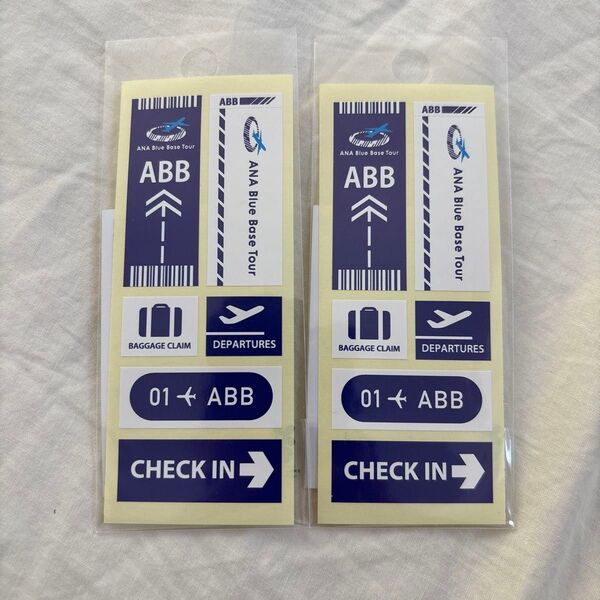 ANA Blue Base Tour
ABB
ABB
ANA Blue Base Tour
BAGGAGE CLAIM
DEPARTURES
01 ABB
CHECK IN
ANA Blue Base Tour
ABB
ABB
ANA Blue Base Tour
BAGGAGE CLAIM
DEPARTURES
01 ABB
CHECK IN